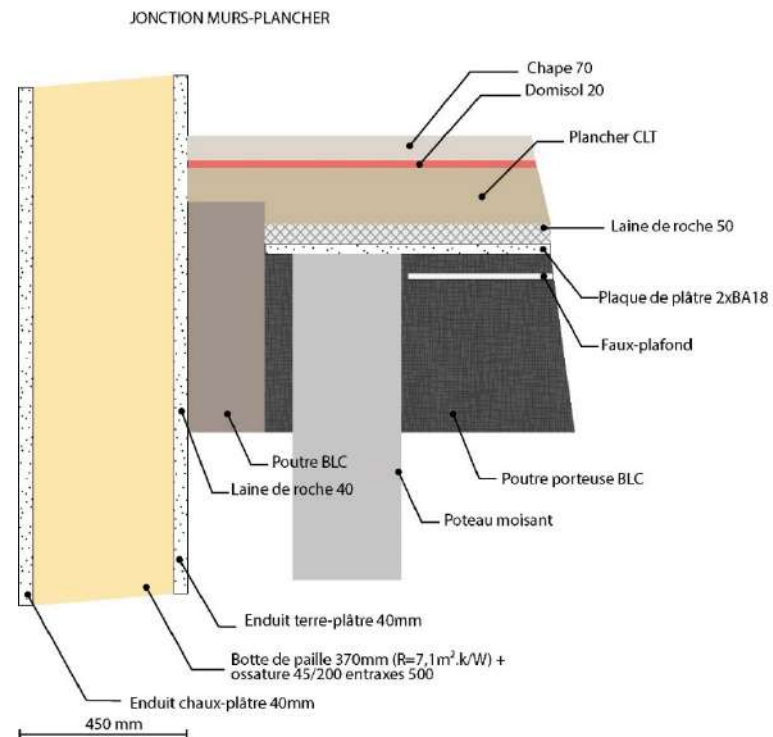 JONCTION MURS-PLANCHER
Chape 70
Domisol 20
Plancher CLT
Laine de roche 50
Plaque de plâtre 2xBA18
Faux-plafond
Poutre BLC
Poutre porteuse BLC
Laine de roche 40
Poteau moisant
Enduit terre-plâtre 40mm
Botte de paille 370mm (R=7,1m².k/W) +
ossature 45/200 entraxes 500
Enduit chaux-plâtre 40mm
450 mm